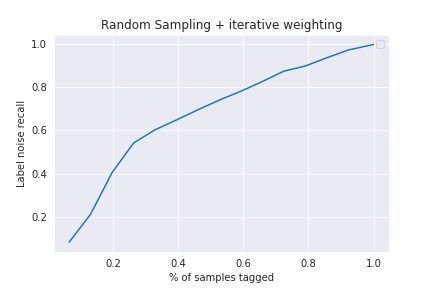 Random Sampling + iterative weighting
1.0
0.8
0.6
0.4
0.2
Label noise recall
0.2 0.4 0.6 0.8 1.0
% of samples tagged